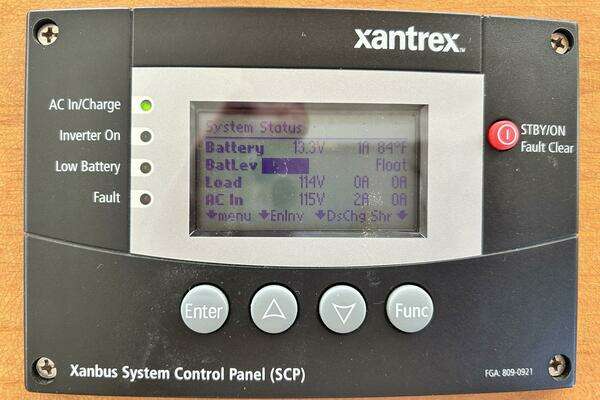 xantrex™
AC In/Charge
Inverter On
Low Battery
Fault
System Status
Battery 13.3V 1A 84°F
BatLev Float
Load 114V 0A 0A
AC In 115V 2A 0A
menu EnInv DsChg Shr
STBY/ON
Fault Clear
Enter
Func
Xanbus System Control Panel (SCP)
FGA: 809-0921